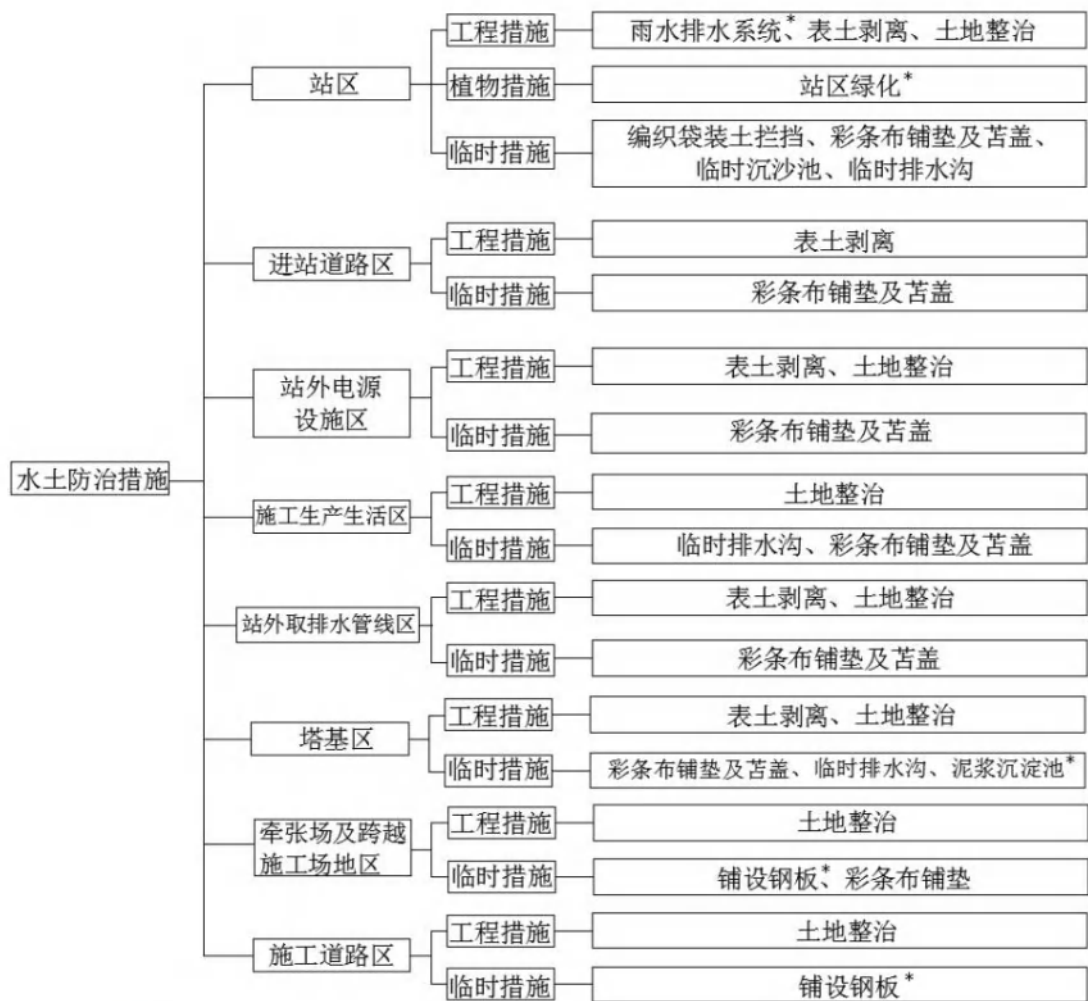 工程措施
雨水排水系统*、表土剥离、土地整治
站区
植物措施
站区绿化*
临时措施
编织袋装土拦挡、彩条布铺垫及苫盖、
临时沉沙池、临时排水沟
进站道路区
工程措施
表土剥离
临时措施
彩条布铺垫及苫盖
站外电源
设施区
工程措施
表土剥离、土地整治
临时措施
彩条布铺垫及苫盖
水土防治措施
施工生产生活区
工程措施
土地整治
临时措施
临时排水沟、彩条布铺垫及苫盖
站外取排水管线区
工程措施
表土剥离、土地整治
临时措施
彩条布铺垫及苫盖
塔基区
工程措施
表土剥离、土地整治
临时措施
彩条布铺垫及苫盖、临时排水沟、泥浆沉淀池*
牵张场及跨越
施工场地区
工程措施
土地整治
临时措施
铺设钢板*、彩条布铺垫
施工道路区
工程措施
土地整治
临时措施
铺设钢板*